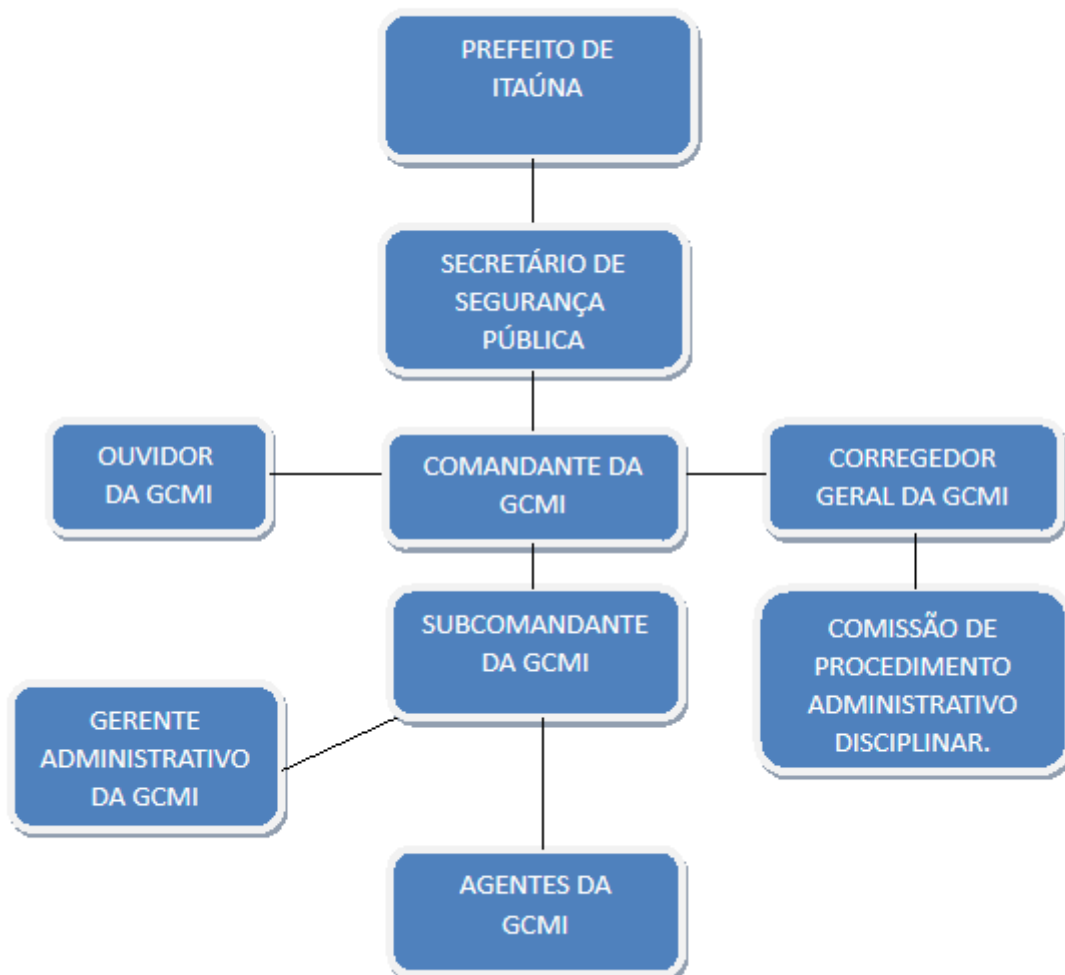 PREFEITO DE
ITAÚNA
SECRETÁRIO DE
SEGURANÇA
PÚBLICA
OUVIDOR
DA GCMI
COMANDANTE DA
GCMI
CORREGEDOR
GERAL DA GCMI
SUBCOMANDANTE
DA GCMI
COMISSÃO DE
PROCEDIMENTO
ADMINISTRATIVO
DISCIPLINAR.
GERENTE
ADMINISTRATIVO
DA GCMI
AGENTES DA
GCMI